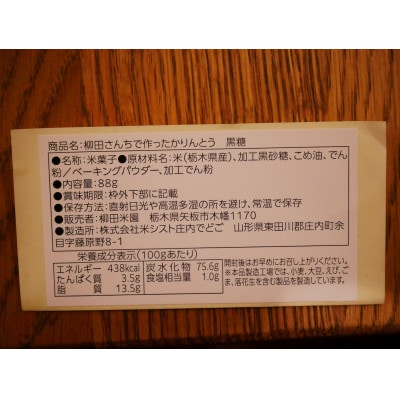 商品名:柳田さんちで作ったかりんとう 黒糖
●名称:米菓子●原材料名:米(栃木県産)、加工黒砂糖、こめ油、でん
粉／ベーキングパウダー、加工でん粉
●内容量:88g
●賞味期限:枠外下部に記載
●保存方法:直射日光や高温多湿の所を避け、常温で保存
●販売者:柳田米園 栃木県矢板市木幡1170
●製造所:株式会社米シスト庄内でどご 山形県東田川郡庄内町余
目字藤原野8-1
栄養成分表示(100gあたり)
エネルギー 438kcal 炭水化物 75.6g
たんぱく質 3.5g 食塩相当量 1.0g
脂質 13.5g
開封後はお早めにお召し上がりください。
※本品製造工場では、小麦、大豆、えび、ご
ま、落花生を含む製品を製造しています。